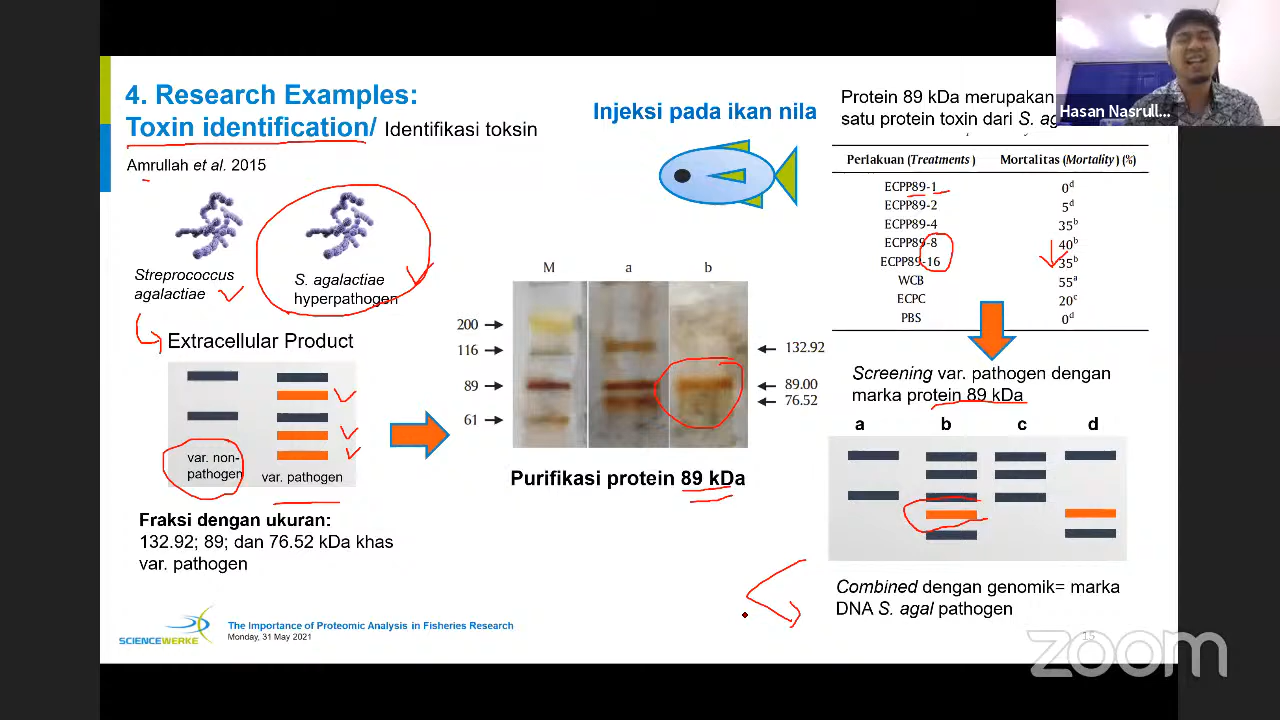 4. Research Examples:
Toxin identification/ Identifikasi toksin
Amrullah et al. 2015
Streprococcus
agalactiae
S. agalactiae
hyperpathogen
Extracellular Product
var. non-
pathogen
var. pathogen
Fraksi dengan ukuran:
132.92; 89; dan 76.52 kDa khas
var. pathogen
Injeksi pada ikan nila
M a b
200
116
89
61
132.92
89.00
76.52
Purifikasi protein 89 kDa
Protein 89 kDa merupakan
satu protein toxin dari S.
Hasan Nasrull...
Perlakuan (Treatments) Mortalitas (Mortality) (%)
ECPP89-1 0d
ECPP89-2 5d
ECPP89-4 35b
ECPP89-8 40b
ECPP89-16 35b
WCB 55a
ECPC 20c
PBS 0d
Screening var. pathogen dengan
marka protein 89 kDa
a b c d
Combined dengan genomik= marka
DNA S. agal pathogen
SCIENCEWERKE
The Importance of Proteomic Analysis in Fisheries Research
Monday, 31 May 2021
15
zoom